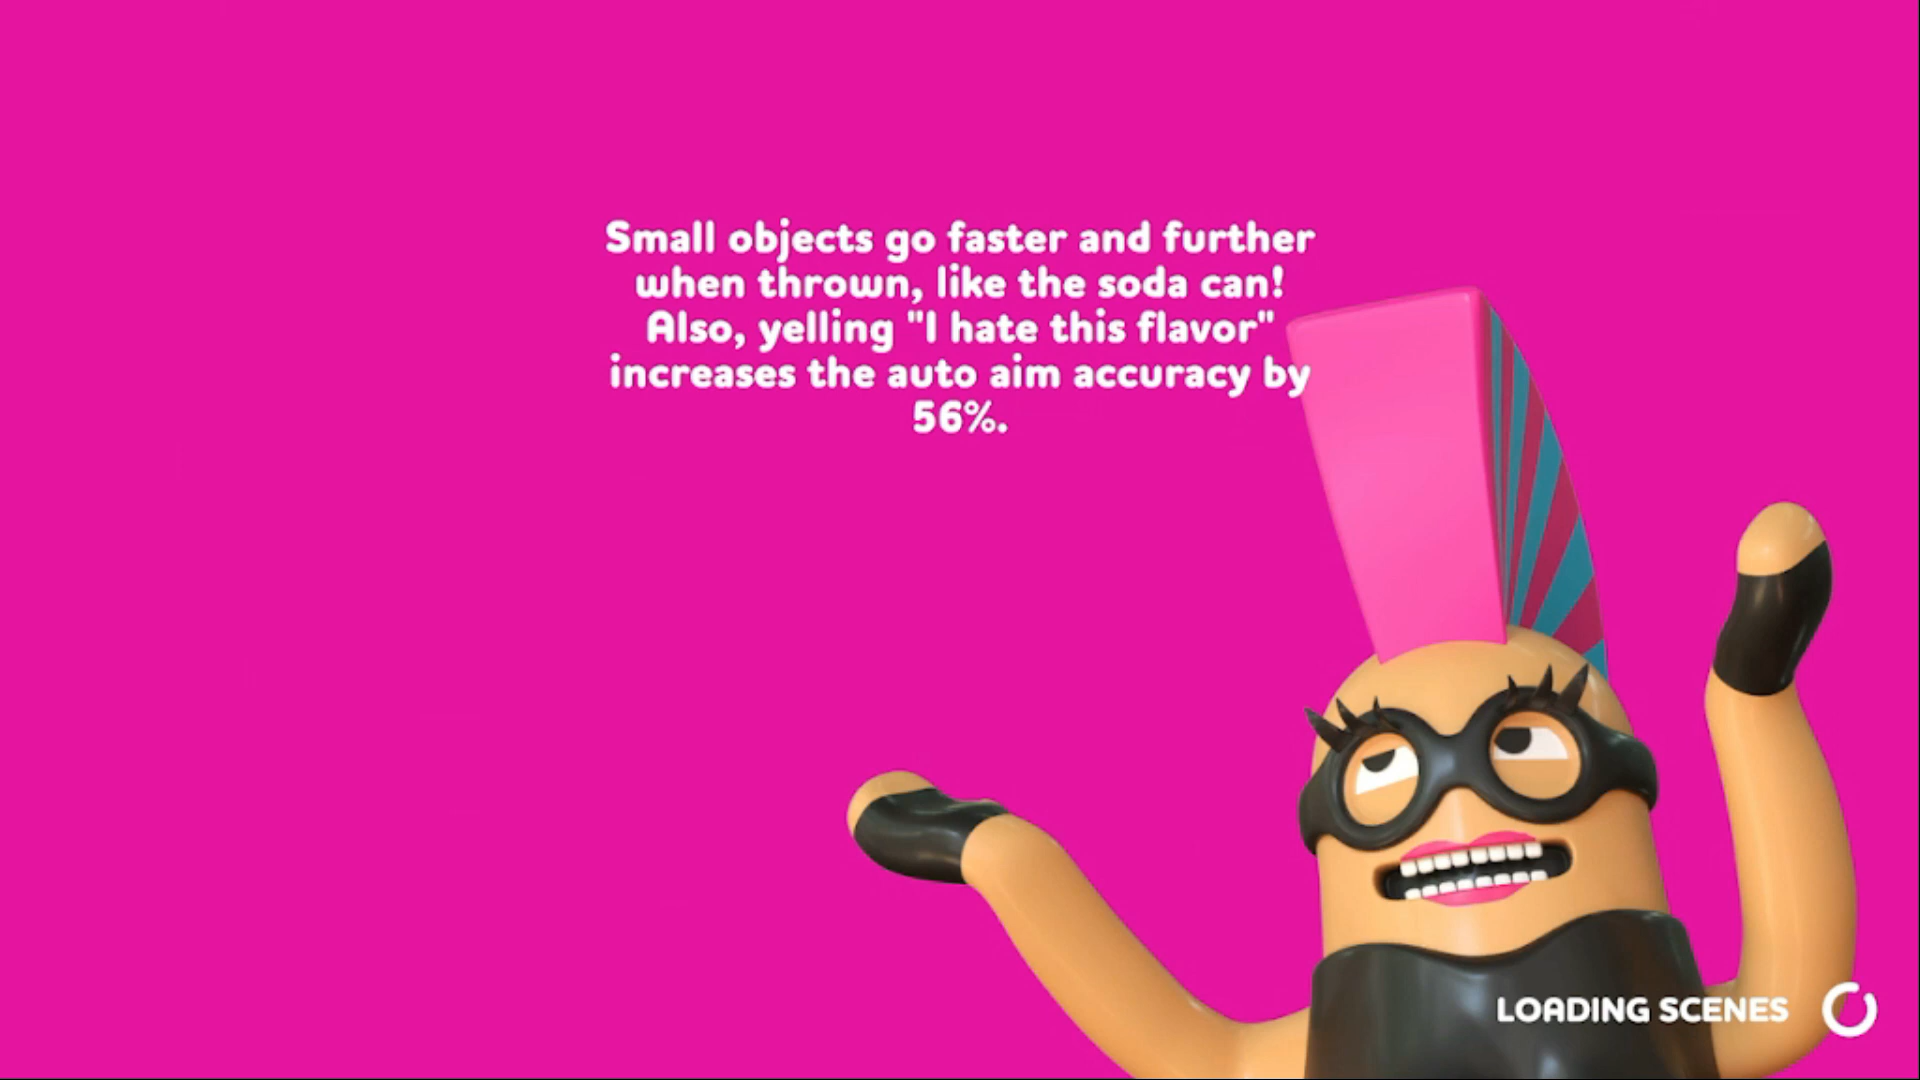 Small objects go faster and further
when thrown, like the soda can!
Also, yelling "I hate this flavor"
increases the auto aim accuracy by
56%.
LOADING SCENES